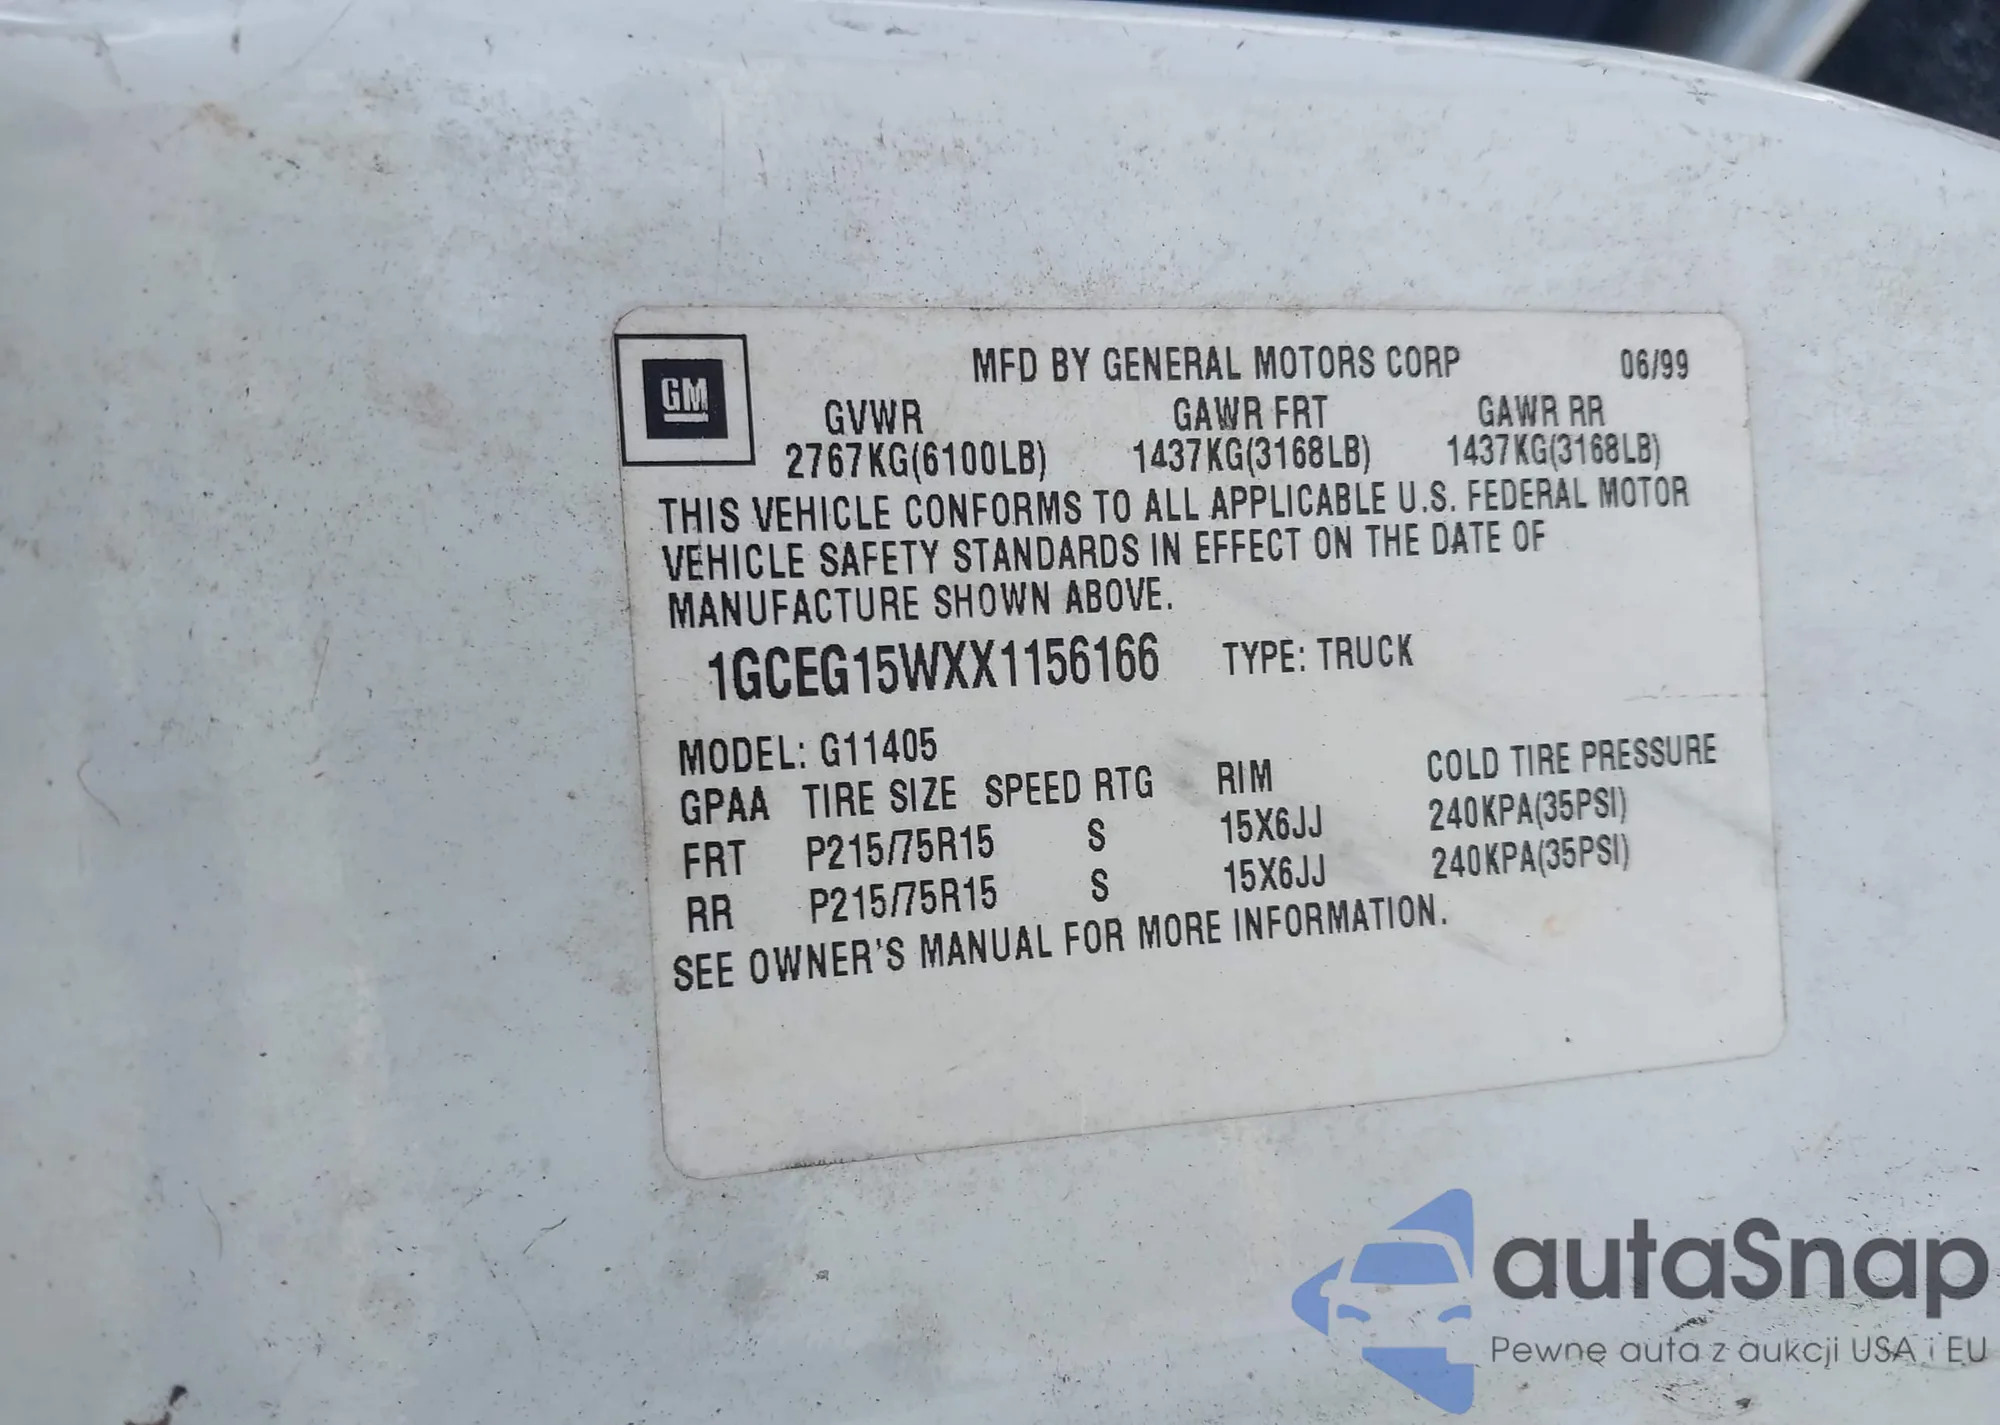 GM
MFD BY GENERAL MOTORS CORP 06/99
GVWR GAWR FRT GAWR RR
2767KG(6100LB) 1437KG(3168LB) 1437KG(3168LB)
THIS VEHICLE CONFORMS TO ALL APPLICABLE U.S. FEDERAL MOTOR
VEHICLE SAFETY STANDARDS IN EFFECT ON THE DATE OF
MANUFACTURE SHOWN ABOVE.
1GCEG15WXX1156166 TYPE: TRUCK
MODEL: G11405
GPAA TIRE SIZE SPEED RTG RIM COLD TIRE PRESSURE
FRT P215/75R15 S 15X6JJ 240KPA(35PSI)
RR P215/75R15 S 15X6JJ 240KPA(35PSI)
SEE OWNER'S MANUAL FOR MORE INFORMATION.
autaSnap
Pewne auta z aukcji USA i EU